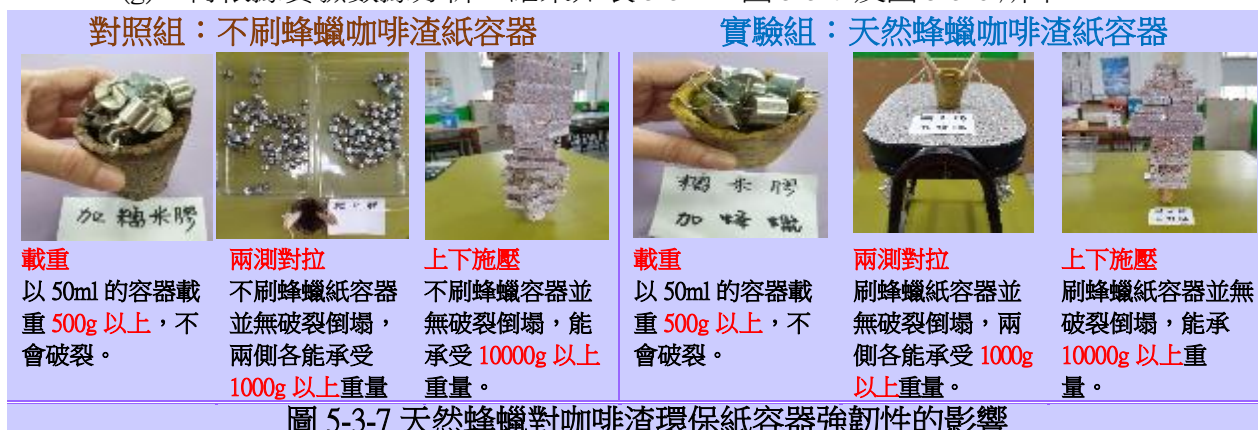 對照組：不刷蜂蠟咖啡渣紙容器
實驗組：天然蜂蠟咖啡渣紙容器
加糯米膠
糯米膠
加蜂蠟
載重
以 50ml 的容器載
重 500g 以上，不
會破裂。
兩測對拉
不刷蜂蠟紙容器
並無破裂倒塌，
兩側各能承受
1000g 以上重量
上下施壓
不刷蜂蠟容器並
無破裂倒塌，能
承受 10000g 以上
重量。
載重
以 50ml 的容器載
重 500g 以上，不
會破裂。
兩測對拉
刷蜂蠟紙容器並
無破裂倒塌，兩
側各能承受 1000g
以上重量。
上下施壓
刷蜂蠟紙容器並無
破裂倒塌，能承
10000g 以上重
量。
圖 5-3-7 天然蜂蠟對咖啡渣環保紙容器強韌性的影響